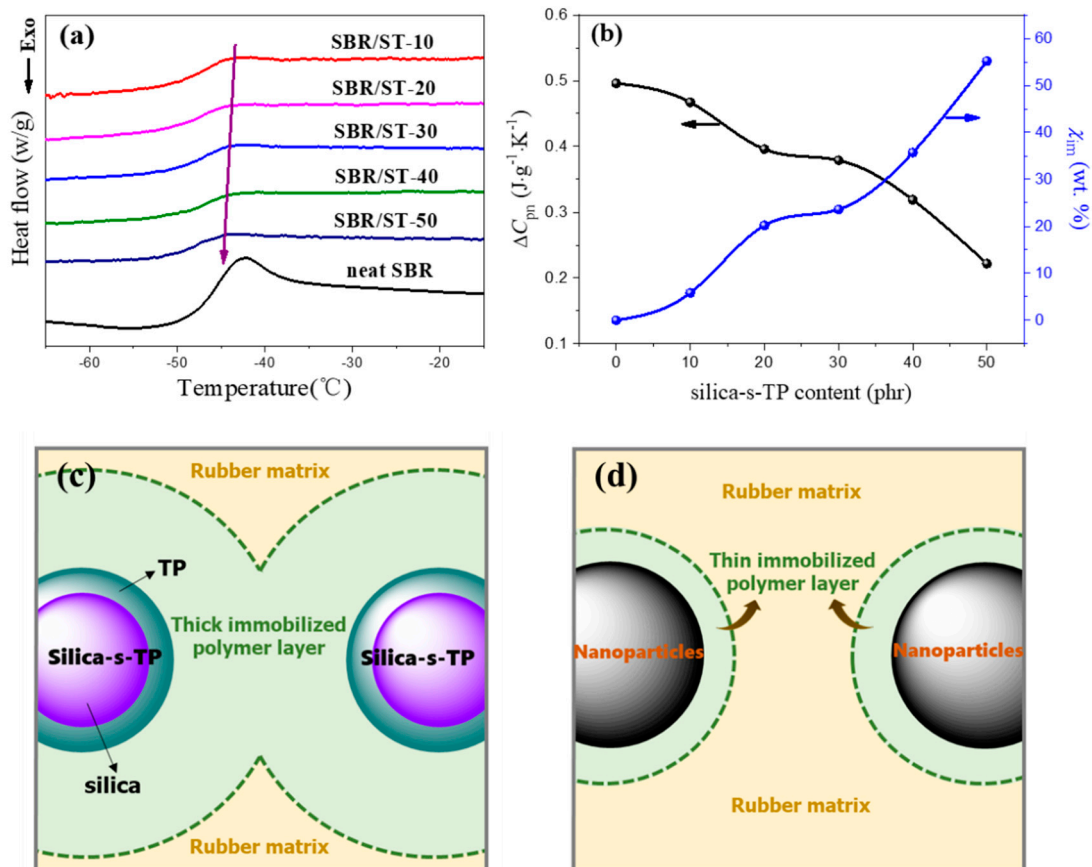 (a)
Exo
Heat flow (w/g)
SBR/ST-10
SBR/ST-20
SBR/ST-30
SBR/ST-40
SBR/ST-50
neat SBR
-60
-50
-40
-30
-20
Temperature(℃)
(b)
ΔCpn (J·g⁻¹·K⁻¹)
0.5
0.4
0.3
0.2
0.1
0
10
20
30
40
50
silica-s-TP content (phr)
60
50
40
30
20
10
0
χim (wt. %)
(c)
Rubber matrix
TP
Thick immobilized
polymer layer
Silica-s-TP
Silica-s-TP
silica
Rubber matrix
(d)
Rubber matrix
Thin immobilized
polymer layer
Nanoparticles
Nanoparticles
Rubber matrix